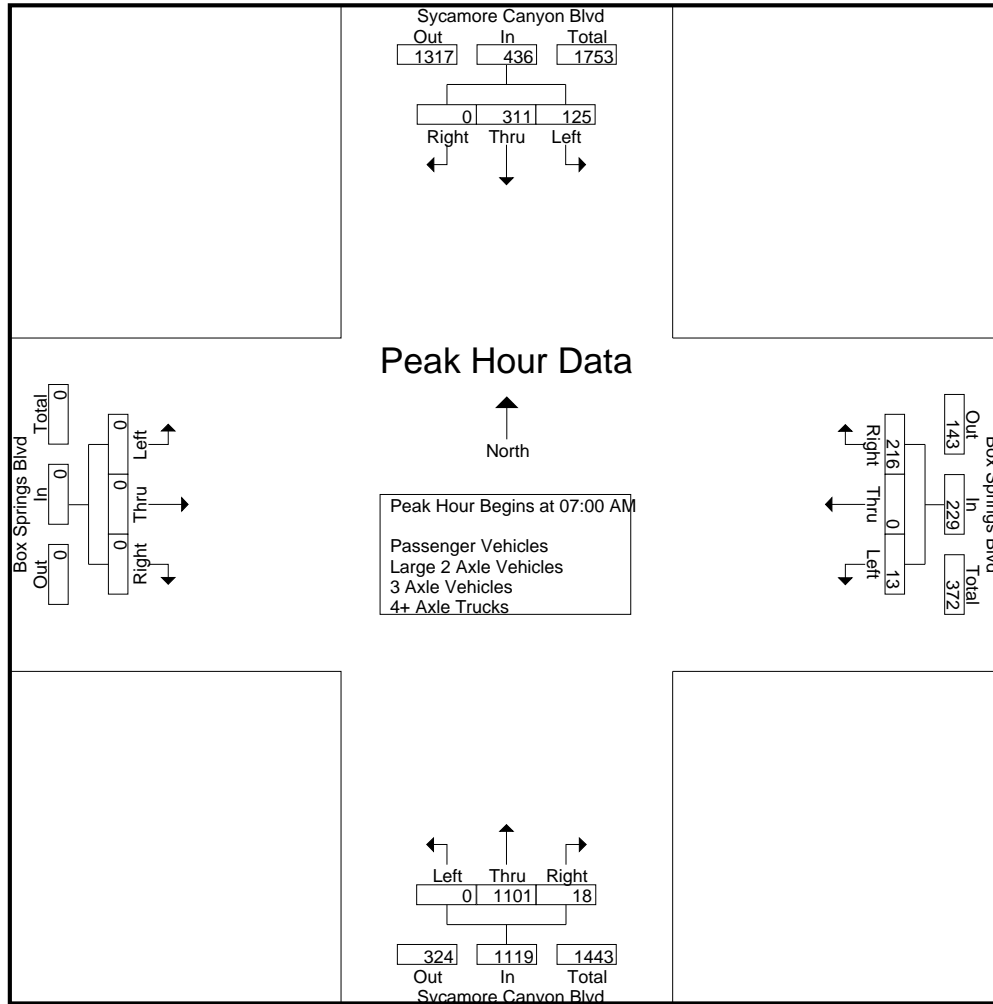 Sycamore Canyon Blvd
Out In Total
1317 436 1753
0 311 125
Right Thru Left
Peak Hour Data
North
Peak Hour Begins at 07:00 AM
Passenger Vehicles
Large 2 Axle Vehicles
3 Axle Vehicles
4+ Axle Trucks
Box Springs Blvd
Out In Total
0 0 0
Left Thru Right
0 0 0
Box Springs Blvd
Out In Total
143 229 372
Right Thru Left
216 0 13
Left Thru Right
0 1101 18
324 1119 1443
Out In Total
Sycamore Canyon Blvd